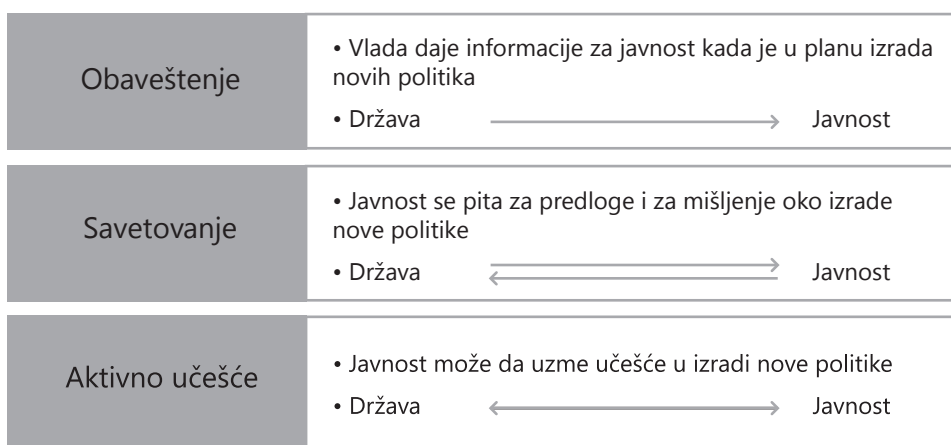 Obaveštenje
• Vlada daje informacije za javnost kada je u planu izrada
novih politika
• Država Javnost
Savetovanje
• Javnost se pita za predloge i za mišljenje oko izrade
nove politike
• Država Javnost
Aktivno učešće
• Javnost može da uzme učešće u izradi nove politike
• Država Javnost